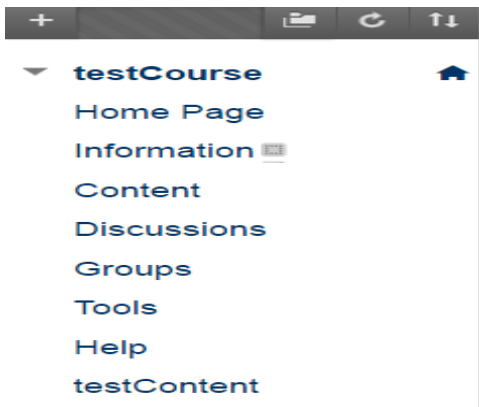 testCourse
Home Page
Information
Content
Discussions
Groups
Tools
Help
testContent